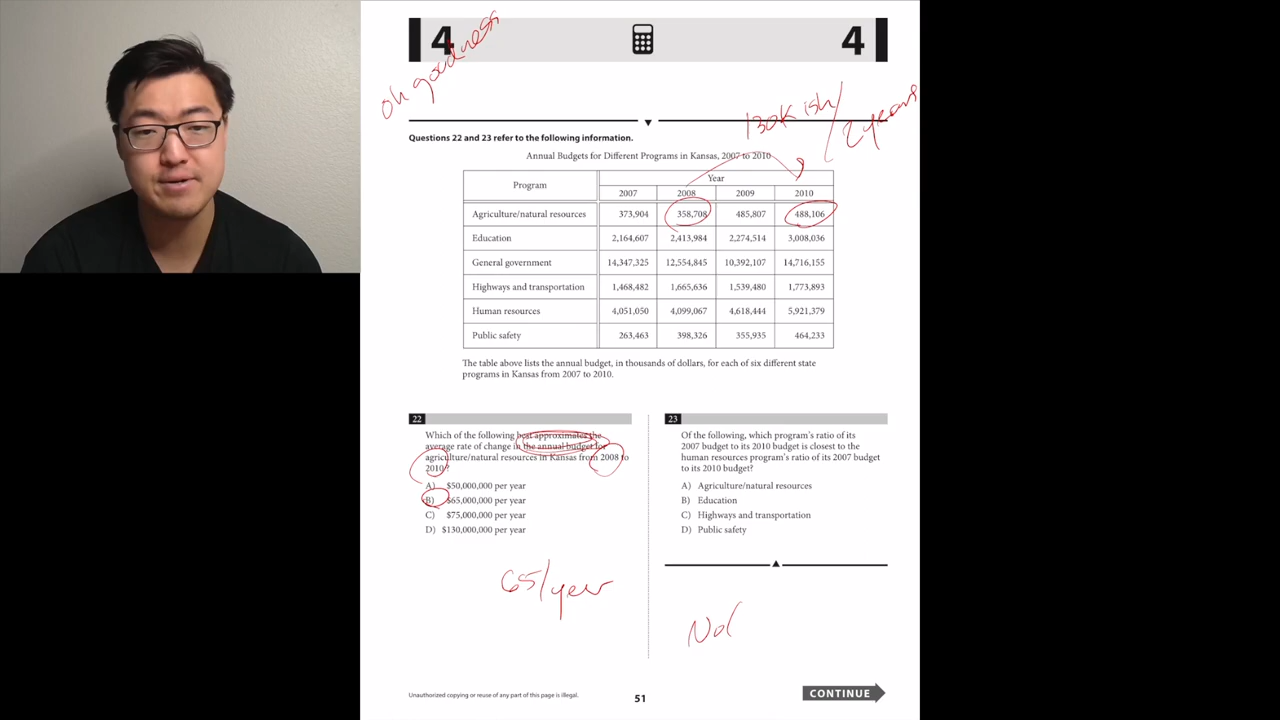 4 4
oh goodness
130K ish/
2 years
Questions 22 and 23 refer to the following information.
Annual Budgets for Different Programs in Kansas, 2007 to 2010
Program Year
2007 2008 2009 2010
Agriculture/natural resources 373,904 358,708 485,807 488,106
Education 2,164,607 2,413,984 2,274,514 3,008,036
General government 14,347,325 12,554,845 10,392,107 14,716,155
Highways and transportation 1,468,482 1,665,636 1,539,480 1,773,893
Human resources 4,051,050 4,099,067 4,618,444 5,921,379
Public safety 263,463 398,326 355,935 464,233
The table above lists the annual budget, in thousands of dollars, for each of six different state
programs in Kansas from 2007 to 2010.
22
Which of the following best approximates the
average rate of change in the annual budget for
agriculture/natural resources in Kansas from 2008 to
2010?
A) $50,000,000 per year
B) $65,000,000 per year
C) $75,000,000 per year
D) $130,000,000 per year
65/year
23
Of the following, which program's ratio of its
2007 budget to its 2010 budget is closest to the
human resources program's ratio of its 2007 budget
to its 2010 budget?
A) Agriculture/natural resources
B) Education
C) Highways and transportation
D) Public safety
Unauthorized copying or reuse of any part of this page is illegal.
51
CONTINUE